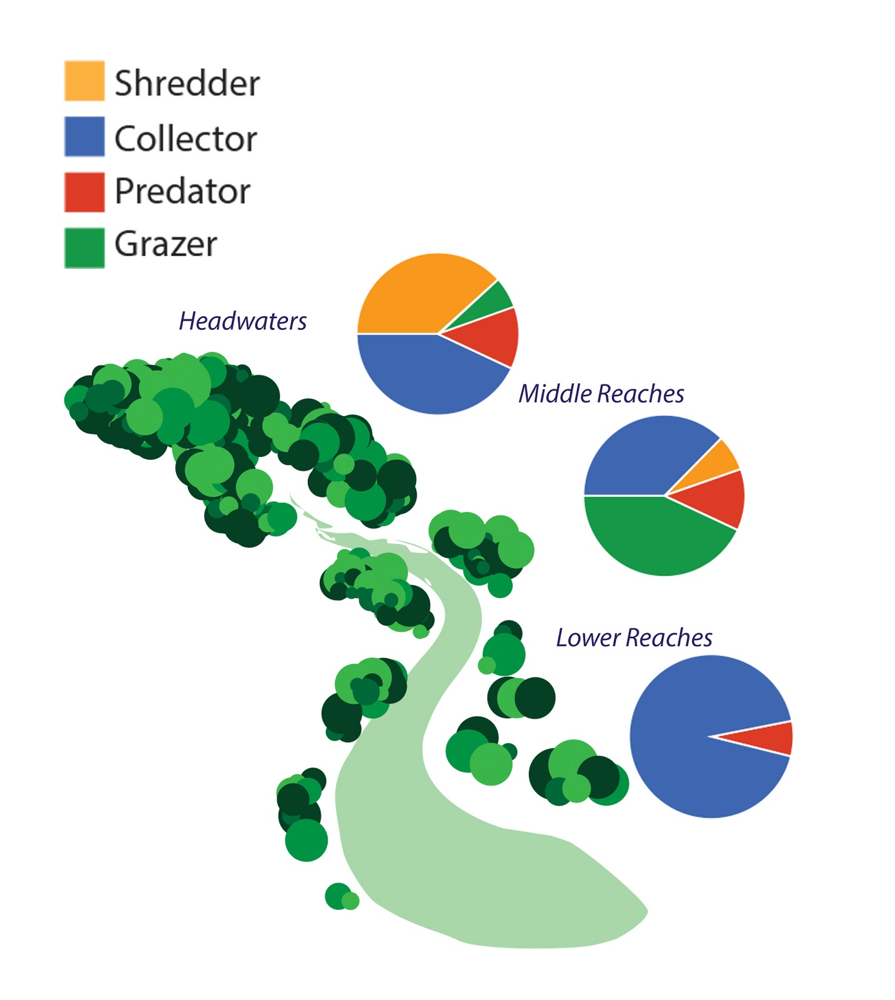 Shredder
Collector
Predator
Grazer
Headwaters
Middle Reaches
Lower Reaches